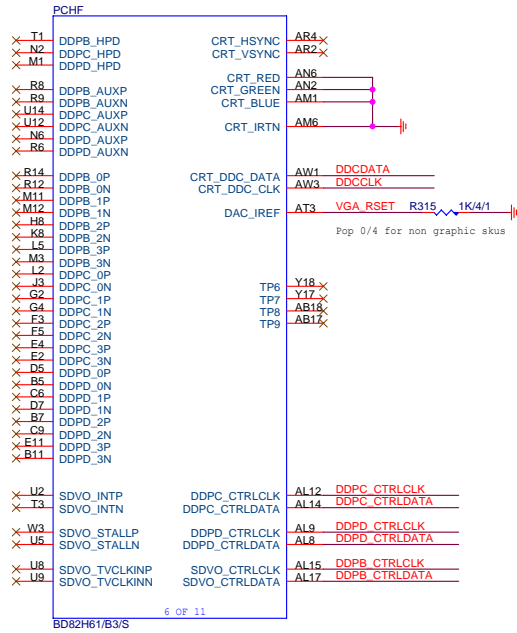 PCHF
T1 DDPB_HPD CRT_HSYNC AR4
N2 DDPC_HPD CRT_VSYNC AR2
M1 DDPD_HPD
CRT_RED AN6
R8 DDPB_AUXP CRT_GREEN AN2
R9 DDPB_AUXN CRT_BLUE AM1
U14 DDPC_AUXP
U12 DDPC_AUXN CRT_IRTN AM6
N6 DDPD_AUXP
R6 DDPD_AUXN
R14 DDPB_0P CRT_DDC_DATA AW1 DDCDATA
R12 DDPB_0N CRT_DDC_CLK AW3 DDCCLK
M11 DDPB_1P
M12 DDPB_1N DAC_IREF AT3 VGA_RSET R315 1K/4/1
H8 DDPB_2P
Pop 0/4 for non graphic skus
K8 DDPB_2N
L5 DDPB_3P
M3 DDPB_3N
L2 DDPC_0P
J3 DDPC_0N TP6 Y18
G2 DDPC_1P TP7 Y17
G4 DDPC_1N TP8 AB18
F3 DDPC_2P TP9 AB17
F5 DDPC_2N
E4 DDPC_3P
E2 DDPC_3N
D5 DDPD_0P
B5 DDPD_0N
C6 DDPD_1P
D7 DDPD_1N
B7 DDPD_2P
C9 DDPD_2N
E11 DDPD_3P
B11 DDPD_3N
U2 SDVO_INTP DDPC_CTRLCLK AL12 DDPC_CTRLCLK
T3 SDVO_INTN DDPC_CTRLDATA AL14 DDPC_CTRLDATA
W3 SDVO_STALLP DDPD_CTRLCLK AL9 DDPD_CTRLCLK
U5 SDVO_STALLN DDPD_CTRLDATA AL8 DDPD_CTRLDATA
U8 SDVO_TVCLKINP SDVO_CTRLCLK AL15 DDPB_CTRLCLK
U9 SDVO_TVCLKINN SDVO_CTRLDATA AL17 DDPB_CTRLDATA
6 OF 11
BD82H61/B3/S